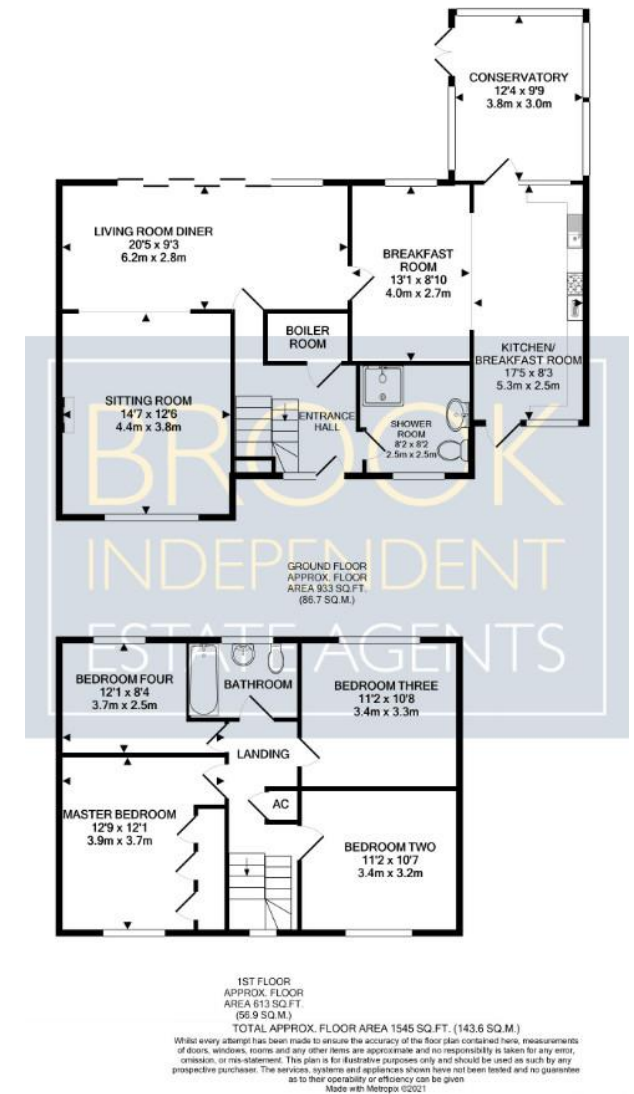 CONSERVATORY
12'4 x 9'9
3.8m x 3.0m
LIVING ROOM DINER
20'5 x 9'3
6.2m x 2.8m
BREAKFAST
ROOM
13'1 x 8'10
4.0m x 2.7m
BOILER
ROOM
KITCHEN/
BREAKFAST ROOM
17'5 x 8'3
5.3m x 2.5m
SITTING ROOM
14'7 x 12'6
4.4m x 3.8m
ENTRANCE
HALL
SHOWER
ROOM
8'2 x 8'2
2.5m x 2.5m
BROOK
INDEPENDENT
ESTATE AGENTS
GROUND FLOOR
APPROX. FLOOR
AREA 933 SQ.FT.
(86.7 SQ.M.)
BEDROOM FOUR
12'1 x 8'4
3.7m x 2.5m
BATHROOM
BEDROOM THREE
11'2 x 10'8
3.4m x 3.3m
LANDING
AC
MASTER BEDROOM
12'9 x 12'1
3.9m x 3.7m
BEDROOM TWO
11'2 x 10'7
3.4m x 3.2m
1ST FLOOR
APPROX. FLOOR
AREA 613 SQ.FT.
(56.9 SQ.M.)
TOTAL APPROX. FLOOR AREA 1545 SQ.FT. (143.6 SQ.M.)
Whilst every attempt has been made to ensure the accuracy of the floor plan contained here, measurements
of doors, windows, rooms and any other items are approximate and no responsibility is taken for any error,
omission, or mis-statement. This plan is for illustrative purposes only and should be used as such by any
prospective purchaser. The services, systems and appliances shown have not been tested and no guarantee
as to their operability or efficiency can be given
Made with Metropix ©2021